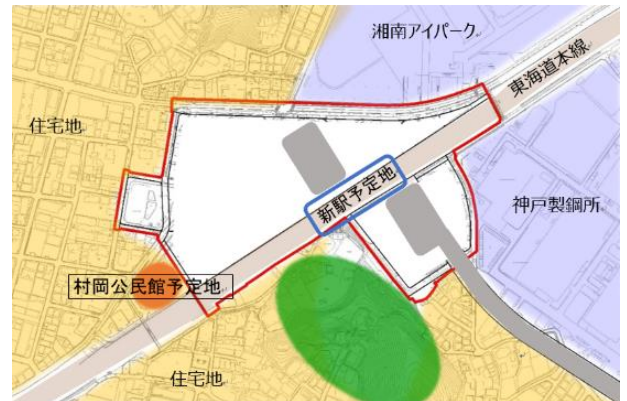 湘南アイパーク
東海道本線
住宅地
新駅予定地
神戸製鋼所
村岡公民館予定地
住宅地